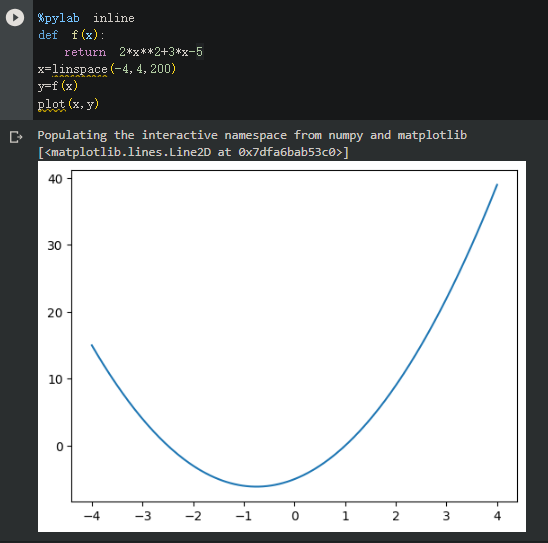 %pylab inline
def f(x):
    return 2*x**2+3*x-5
x=linspace(-4,4,200)
y=f(x)
plot(x,y)
Populating the interactive namespace from numpy and matplotlib
[<matplotlib.lines.Line2D at 0x7dfa6bab53c0>]
40
30
20
10
0
−4 −3 −2 −1 0 1 2 3 4